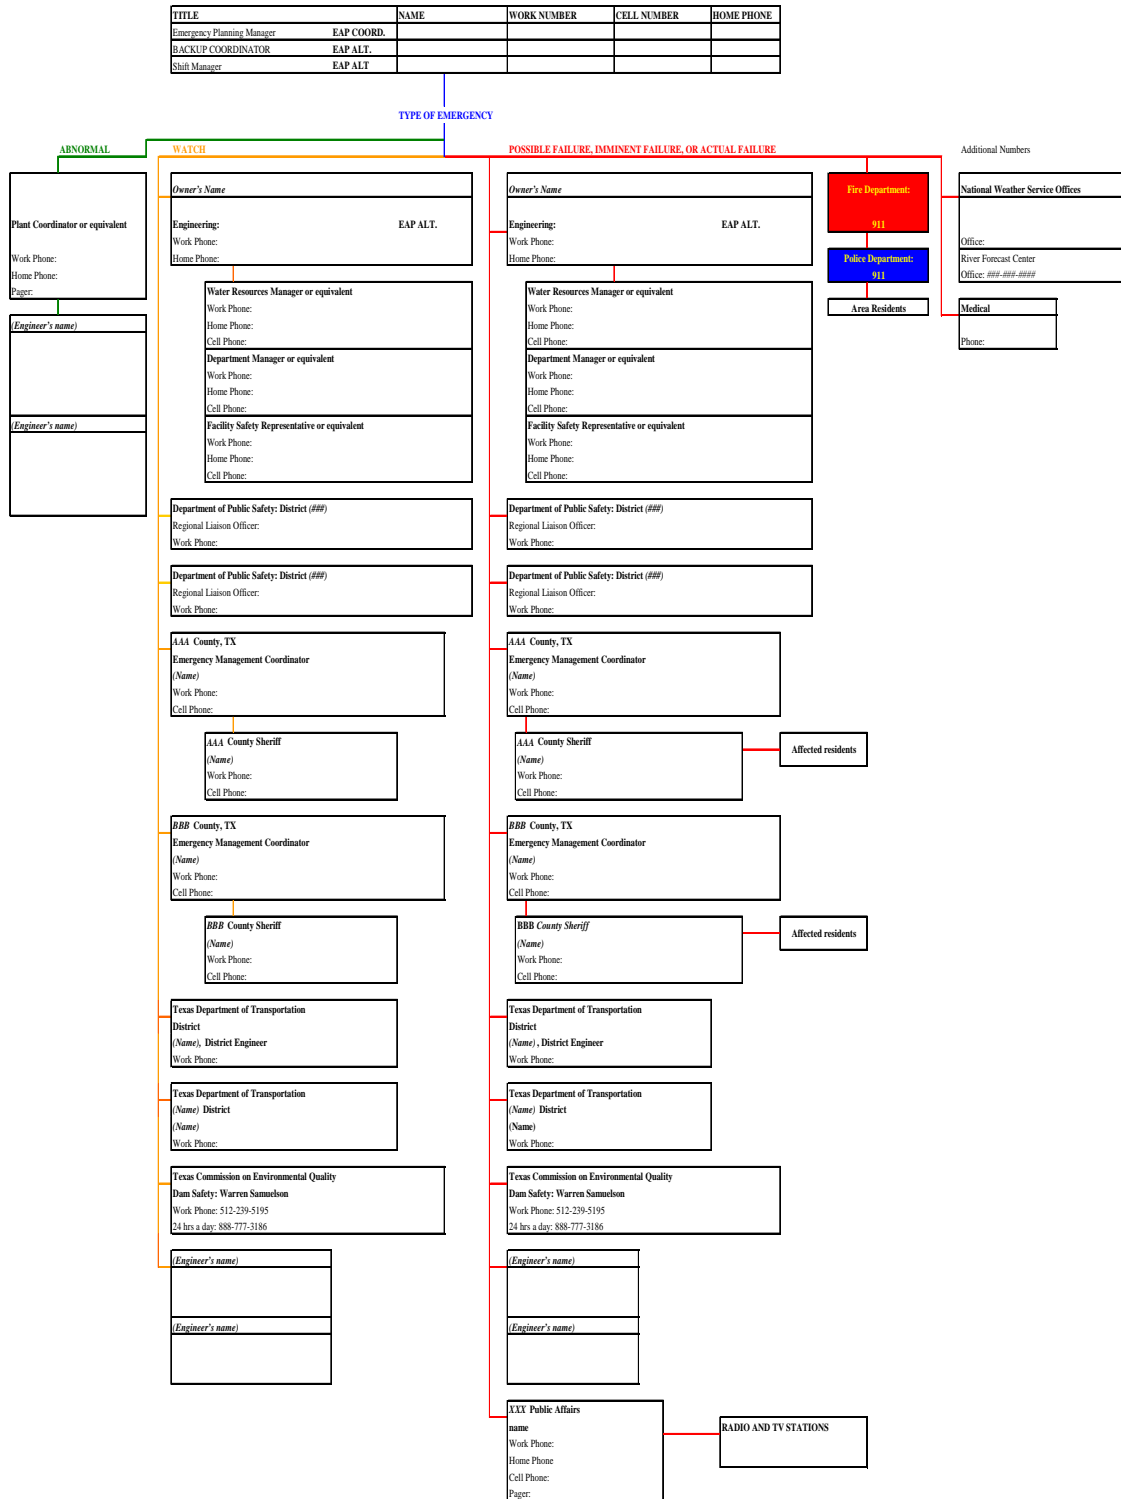 TITLE NAME WORK NUMBER CELL NUMBER HOME PHONE
Emergency Planning Manager EAP COORD.
BACKUP COORDINATOR EAP ALT.
Shift Manager EAP ALT
TYPE OF EMERGENCY
ABNORMAL
Plant Coordinator or equivalent
Work Phone:
Home Phone:
Pager:
(Engineer's name)
(Engineer's name)
WATCH
Owner's Name
Engineering: EAP ALT.
Work Phone:
Home Phone:
Water Resources Manager or equivalent
Work Phone:
Home Phone:
Cell Phone:
Department Manager or equivalent
Work Phone:
Home Phone:
Cell Phone:
Facility Safety Representative or equivalent
Work Phone:
Home Phone:
Cell Phone:
Department of Public Safety: District (###)
Regional Liaison Officer:
Work Phone:
Department of Public Safety: District (###)
Regional Liaison Officer:
Work Phone:
AAA County, TX
Emergency Management Coordinator
(Name)
Work Phone:
Cell Phone:
AAA County Sheriff
(Name)
Work Phone:
Cell Phone:
BBB County, TX
Emergency Management Coordinator
(Name)
Work Phone:
Cell Phone:
BBB County Sheriff
(Name)
Work Phone:
Cell Phone:
Texas Department of Transportation
District
(Name), District Engineer
Work Phone:
Texas Department of Transportation
(Name) District
(Name)
Work Phone:
Texas Commission on Environmental Quality
Dam Safety: Warren Samuelson
Work Phone: 512-239-5195
24 hrs a day: 888-777-3186
(Engineer's name)
(Engineer's name)
POSSIBLE FAILURE, IMMINENT FAILURE, OR ACTUAL FAILURE
Owner's Name
Engineering: EAP ALT.
Work Phone:
Home Phone:
Water Resources Manager or equivalent
Work Phone:
Home Phone:
Cell Phone:
Department Manager or equivalent
Work Phone:
Home Phone:
Cell Phone:
Facility Safety Representative or equivalent
Work Phone:
Home Phone:
Cell Phone:
Department of Public Safety: District (###)
Regional Liaison Officer:
Work Phone:
Department of Public Safety: District (###)
Regional Liaison Officer:
Work Phone:
AAA County, TX
Emergency Management Coordinator
(Name)
Work Phone:
Cell Phone:
AAA County Sheriff
(Name)
Work Phone:
Cell Phone:
Affected residents
BBB County, TX
Emergency Management Coordinator
(Name)
Work Phone:
Cell Phone:
BBB County Sheriff
(Name)
Work Phone:
Cell Phone:
Affected residents
Texas Department of Transportation
District
(Name) , District Engineer
Work Phone:
Texas Department of Transportation
(Name) District
(Name)
Work Phone:
Texas Commission on Environmental Quality
Dam Safety: Warren Samuelson
Work Phone: 512-239-5195
24 hrs a day: 888-777-3186
(Engineer's name)
(Engineer's name)
XXX Public Affairs
name
Work Phone:
Home Phone
Cell Phone:
Pager:
RADIO AND TV STATIONS
Fire Department:
911
Police Department:
911
Area Residents
Additional Numbers
National Weather Service Offices
Office:
River Forecast Center
Office: ###-###-####
Medical
Phone: